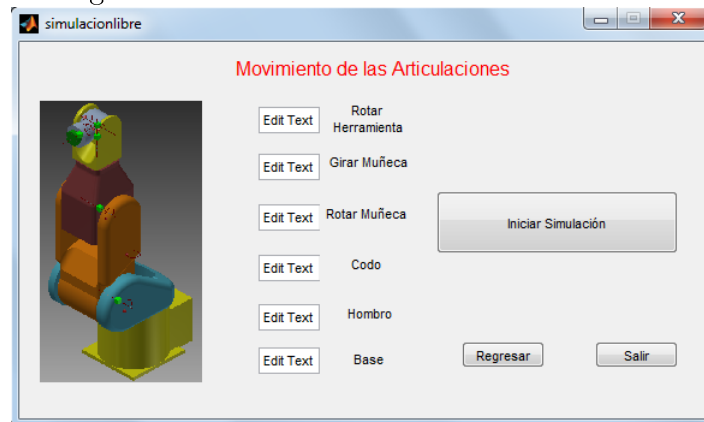 simulacionlibre
Movimiento de las Articulaciones
Edit Text
Rotar
Herramienta
Edit Text
Girar Muñeca
Edit Text
Rotar Muñeca
Iniciar Simulación
Edit Text
Codo
Edit Text
Hombro
Edit Text
Base
Regresar
Salir